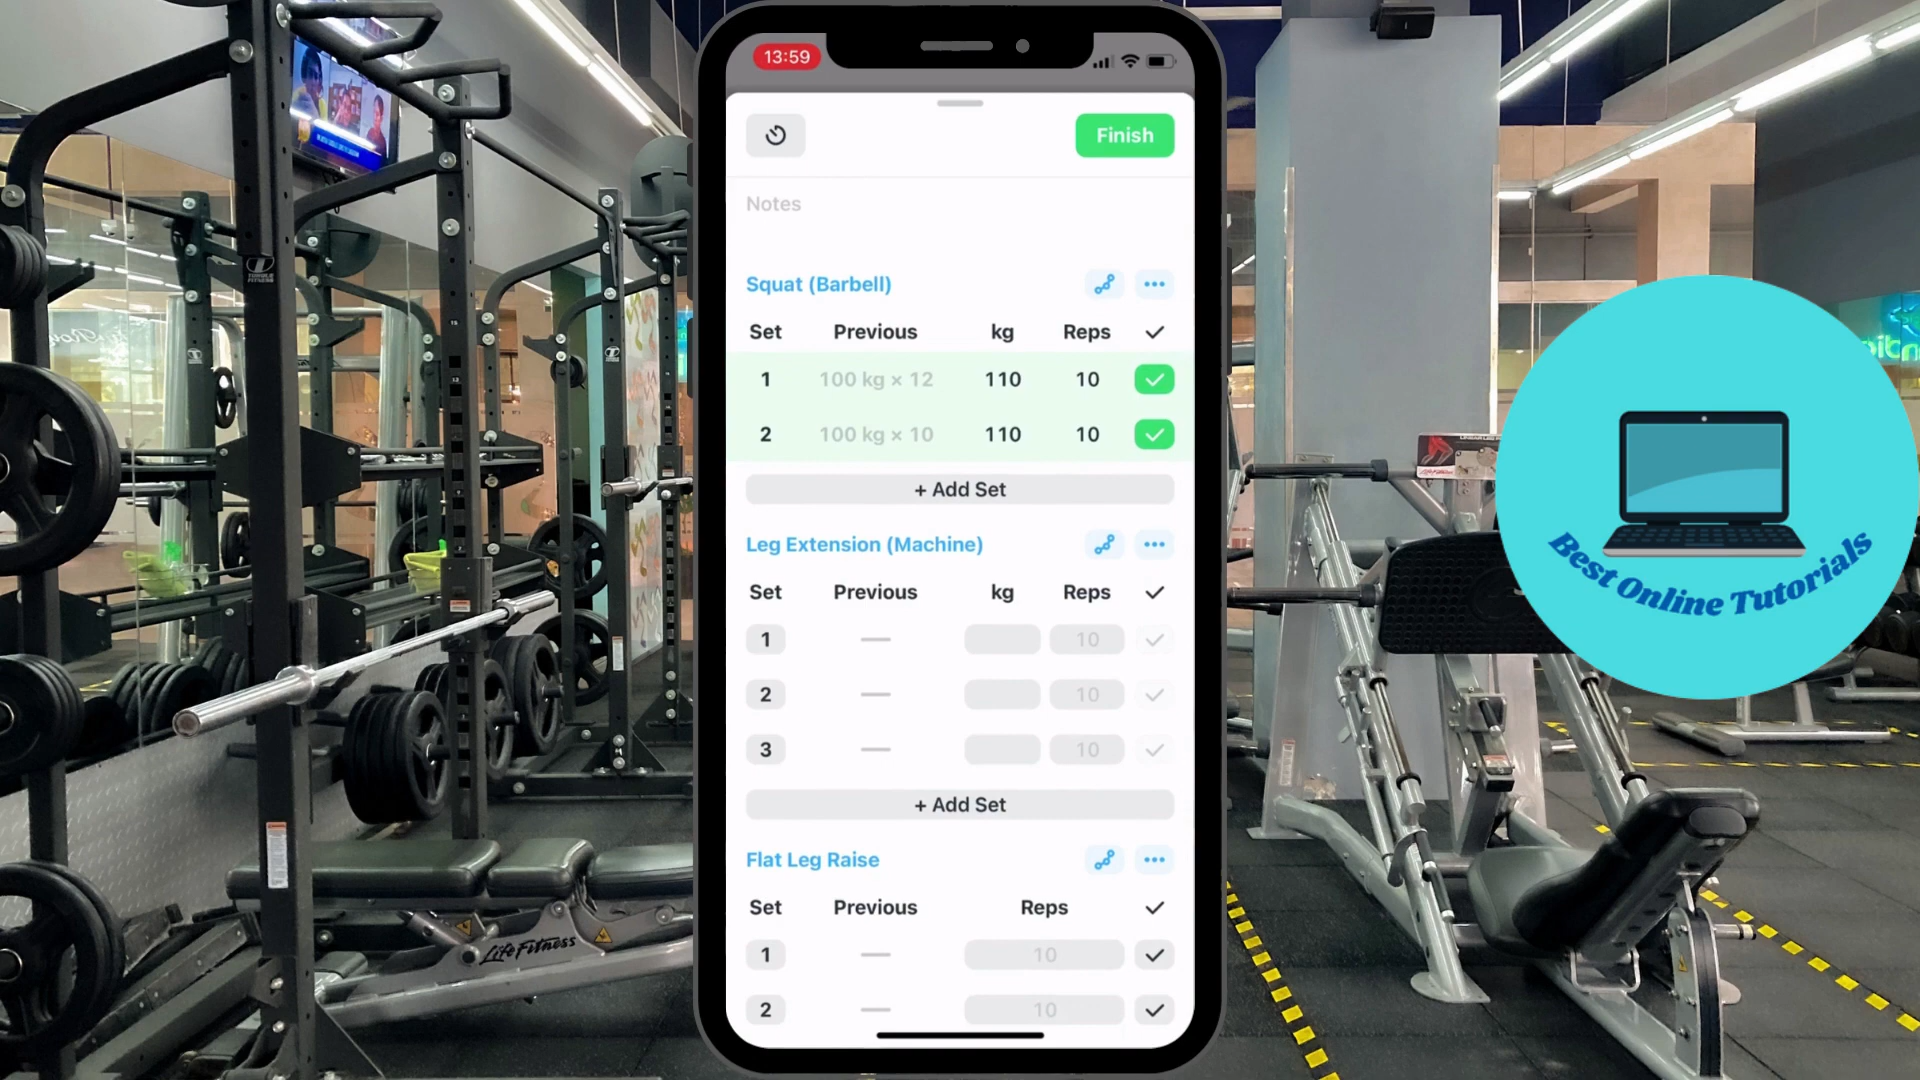 13:59
Finish
Notes
Squat (Barbell)
Set Previous kg Reps
1 100 kg × 12 110 10
2 100 kg × 10 110 10
+ Add Set
Leg Extension (Machine)
Set Previous kg Reps
1 — 10
2 — 10
3 — 10
+ Add Set
Flat Leg Raise
Set Previous Reps
1 — 10
2 — 10
Best Online Tutorials
Life Fitness